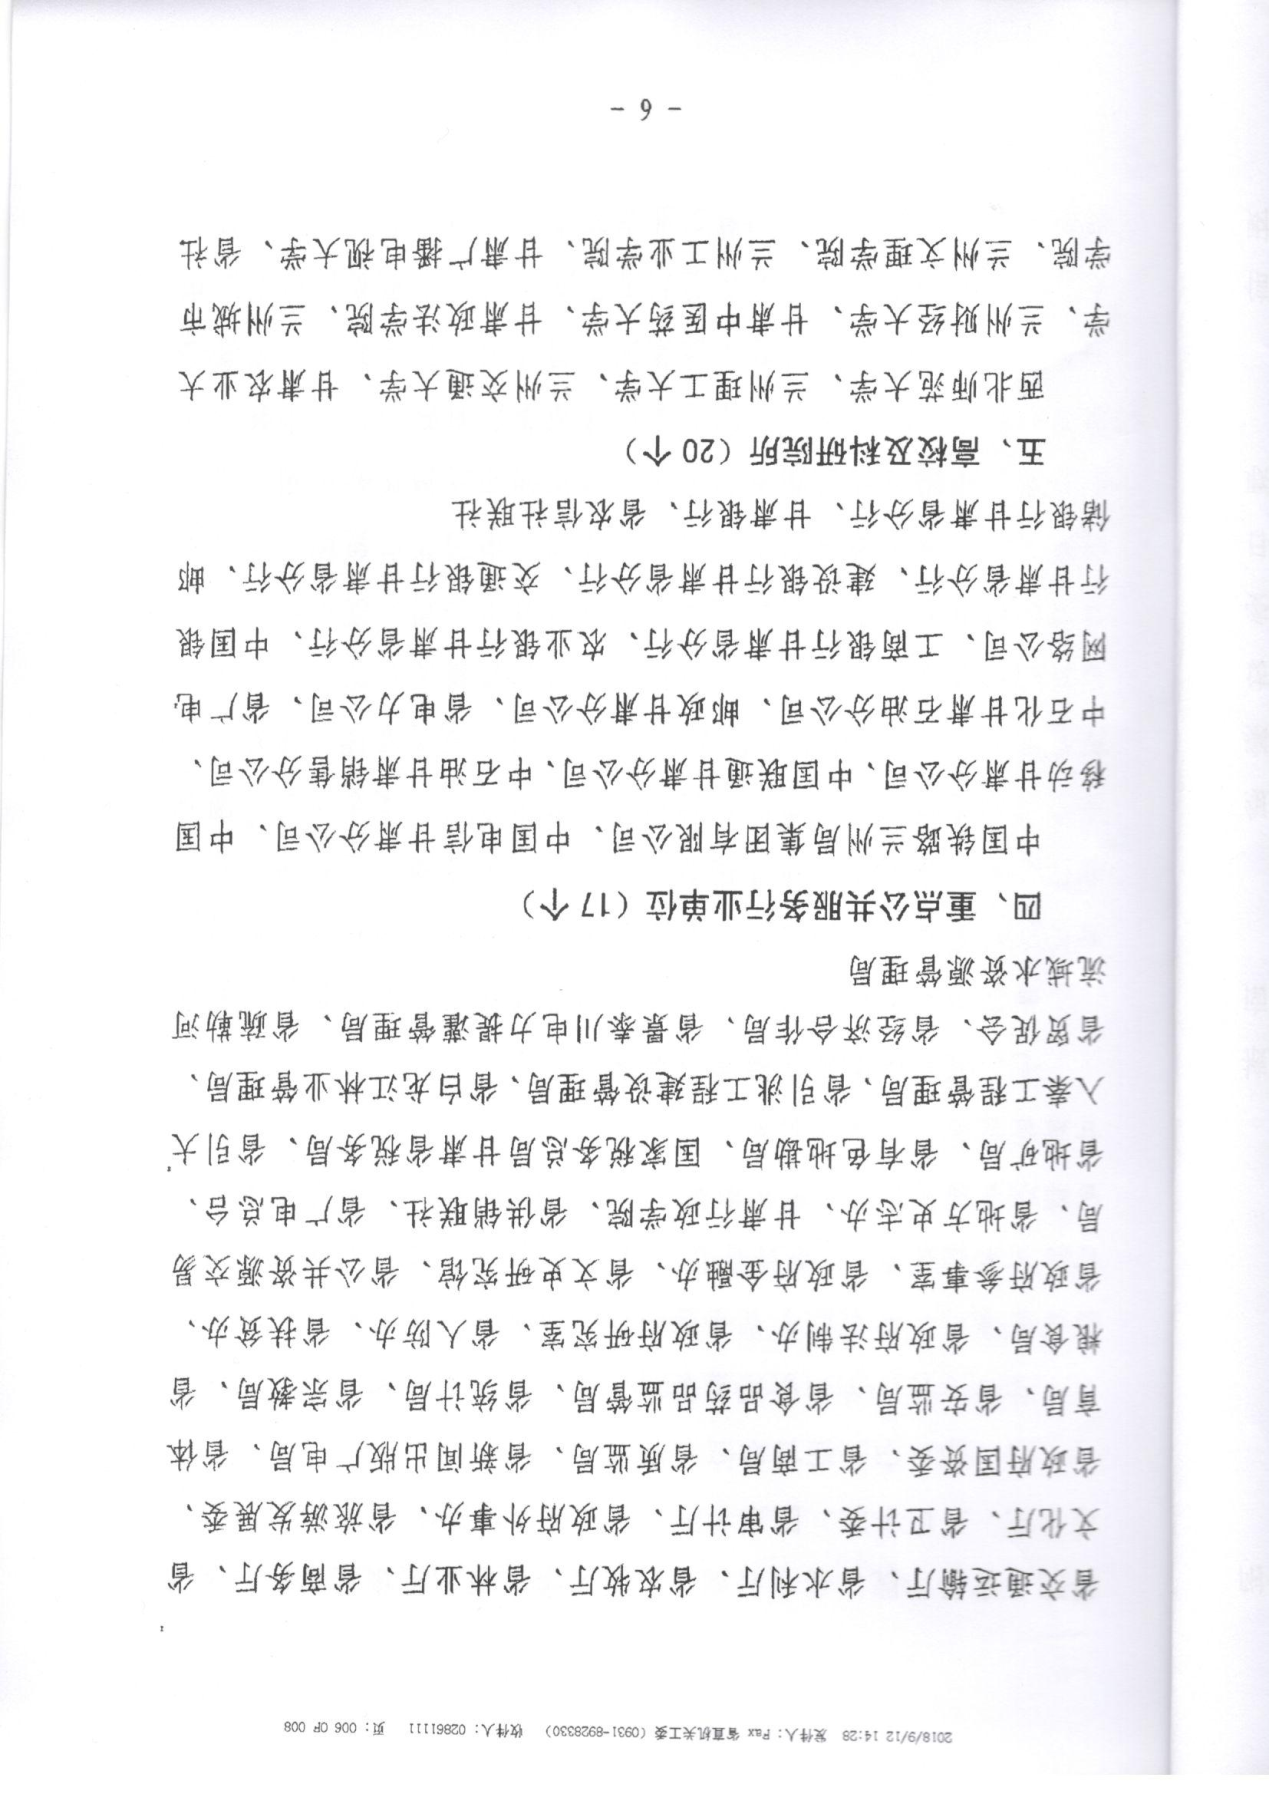 2018/9/12 14:28 发件人：Fax 省直机关工委（0931-8928330） 收件人：02861111 页：006 OF 008
省交通运输厅、省水利厅、省农牧厅、省林业厅、省商务厅、省
文化厅、省卫计委、省审计厅、省政府外事办、省旅游发展委、
省政府国资委、省工商局、省质监局、省新闻出版广电局、省体
育局、省安监局、省食品药品监管局、省统计局、省宗教局、省
粮食局、省政府法制办、省政府研究室、省人防办、省扶贫办、
省政府参事室、省政府金融办、省文史研究馆、省公共资源交易
局、省地方史志办、甘肃行政学院、省供销联社、省广电总台、
省地矿局、省有色地勘局、国家税务总局甘肃省税务局、省引大
入秦工程管理局、省引洮工程建设管理局、省白龙江林业管理局、
省贸促会、省经济合作局、省景泰川电力提灌管理局、省疏勒河
流域水资源管理局
四、重点公共服务行业单位（17 个）
中国铁路兰州局集团有限公司、中国电信甘肃分公司、中国
移动甘肃分公司、中国联通甘肃分公司、中石油甘肃销售分公司、
中石化甘肃石油分公司、邮政甘肃分公司、省电力公司、省广电
网络公司、工商银行甘肃省分行、农业银行甘肃省分行、中国银
行甘肃省分行、建设银行甘肃省分行、交通银行甘肃省分行、邮
储银行甘肃省分行、甘肃银行、省农信社联社
五、高校及科研院所（20 个）
西北师范大学、兰州理工大学、兰州交通大学、甘肃农业大
学、兰州财经大学、甘肃中医药大学、甘肃政法学院、兰州城市
学院、兰州文理学院、兰州工业学院、甘肃广播电视大学、省社
- 6 -